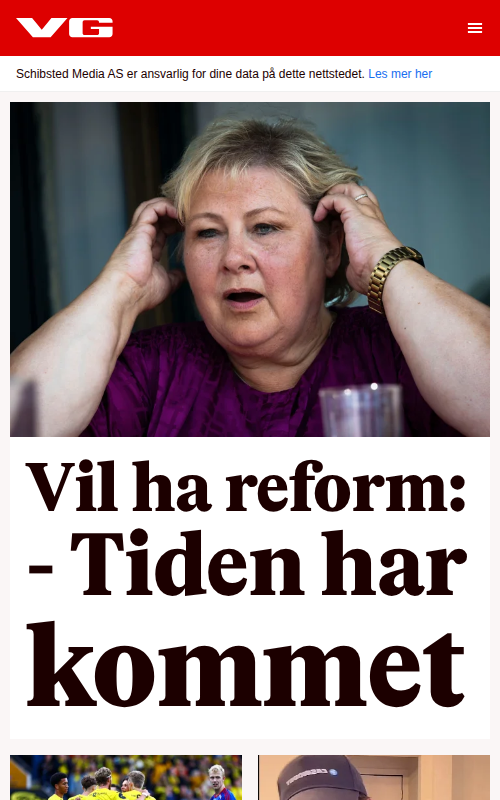 VG
Schibsted Media AS er ansvarlig for dine data på dette nettstedet. Les mer her
Vil ha reform:
- Tiden har
kommet